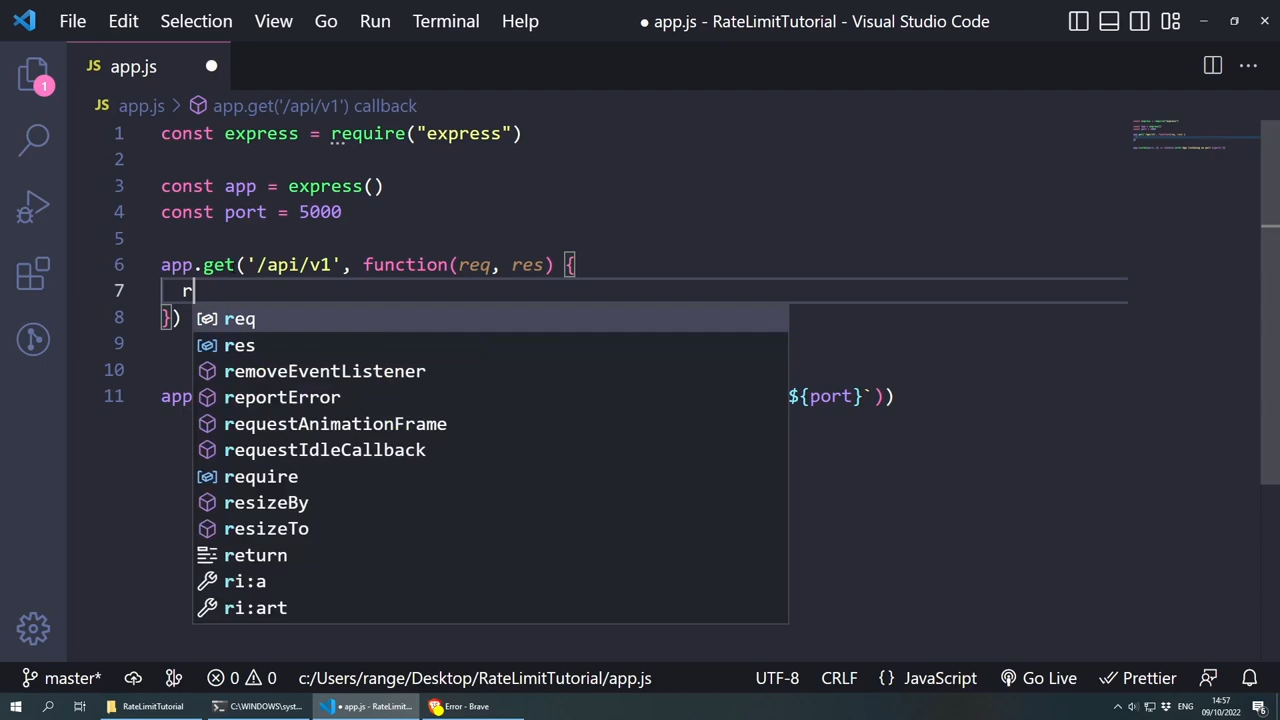 File Edit Selection View Go Run Terminal Help ● app.js - RateLimitTutorial - Visual Studio Code
JS app.js ●
1
JS app.js > app.get('/api/v1') callback
1 const express = require("express")
2
3 const app = express()
4 const port = 5000
5
6 app.get('/api/v1', function(req, res) {
7 r
8 })
req
9
res
10
removeEventListener
11 app ${port}`))
reportError
requestAnimationFrame
requestIdleCallback
require
resizeBy
resizeTo
return
ri:a
ri:art
master* 0 0 c:/Users/range/Desktop/RateLimitTutorial/app.js UTF-8 CRLF {} JavaScript Go Live Prettier
RateLimitTutorial C:\WINDOWS\syst... ● app.js - RateLimit... Error - Brave 14:57
09/10/2022 6